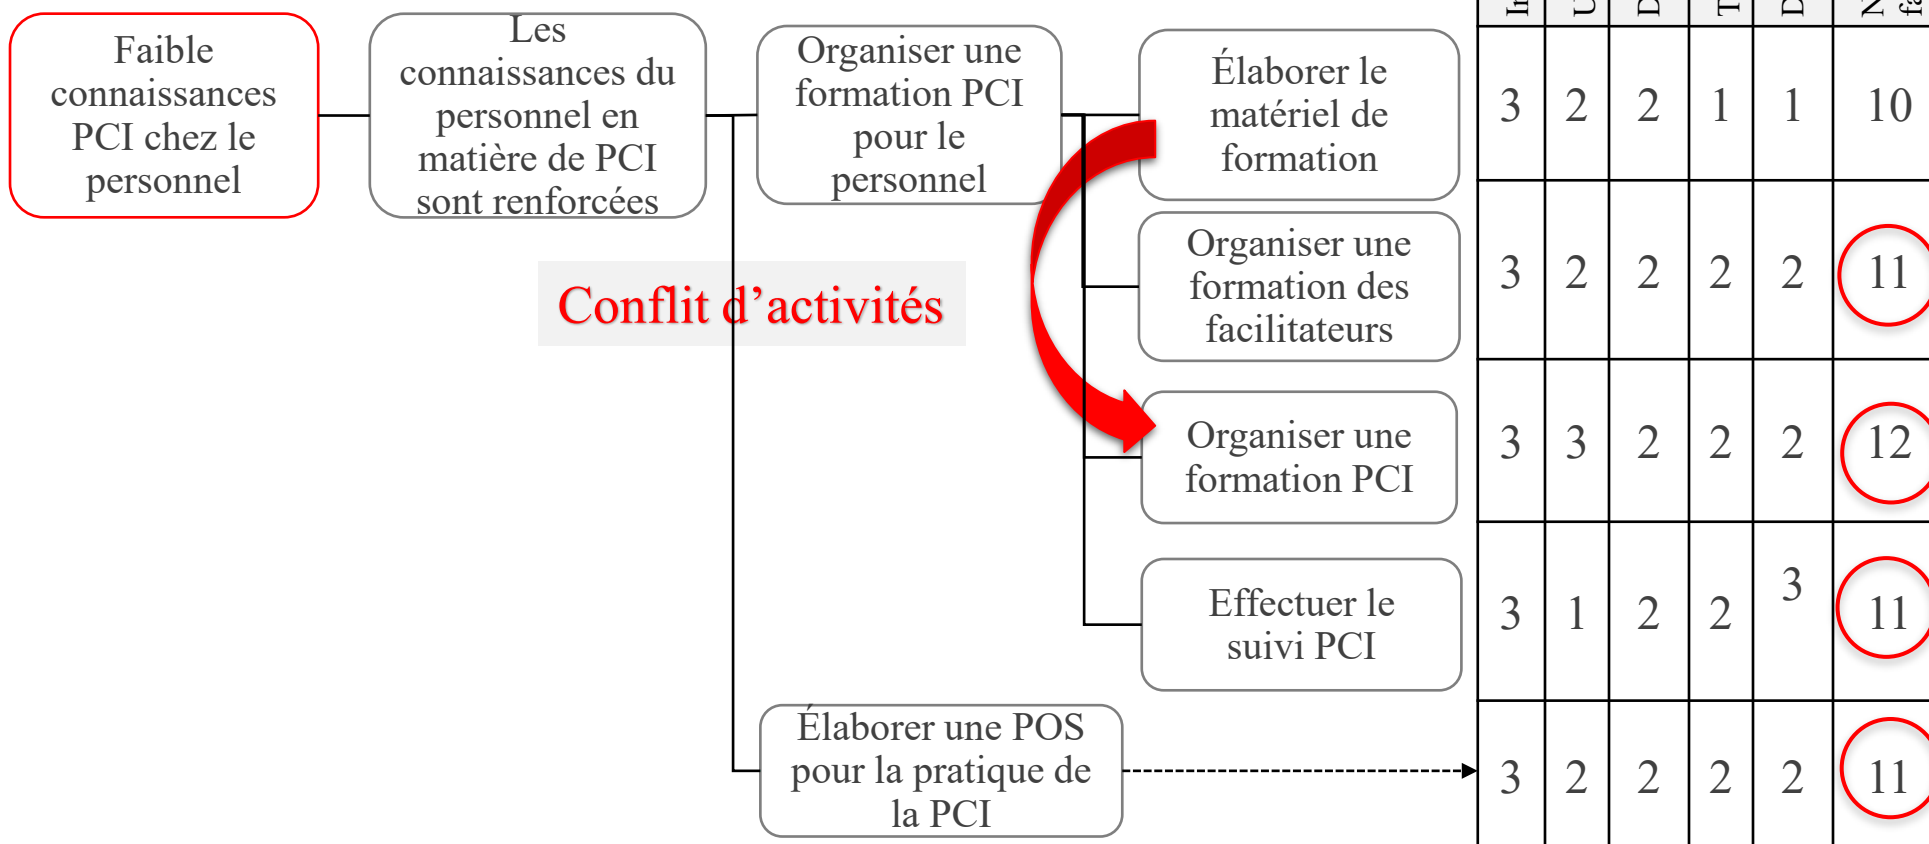 Faible
connaissances
PCI chez le
personnel
Les
connaissances du
personnel en
matière de PCI
sont renforcées
Organiser une
formation PCI
pour le
personnel
Élaborer le
matériel de
formation
3 2 2 1 1 10
Organiser une
formation des
facilitateurs
3 2 2 2 2 11
Conflit d’activités
Organiser une
formation PCI
3 3 2 2 2 12
Effectuer le
suivi PCI
3 1 2 2 3 11
Élaborer une POS
pour la pratique de
la PCI
3 2 2 2 2 11